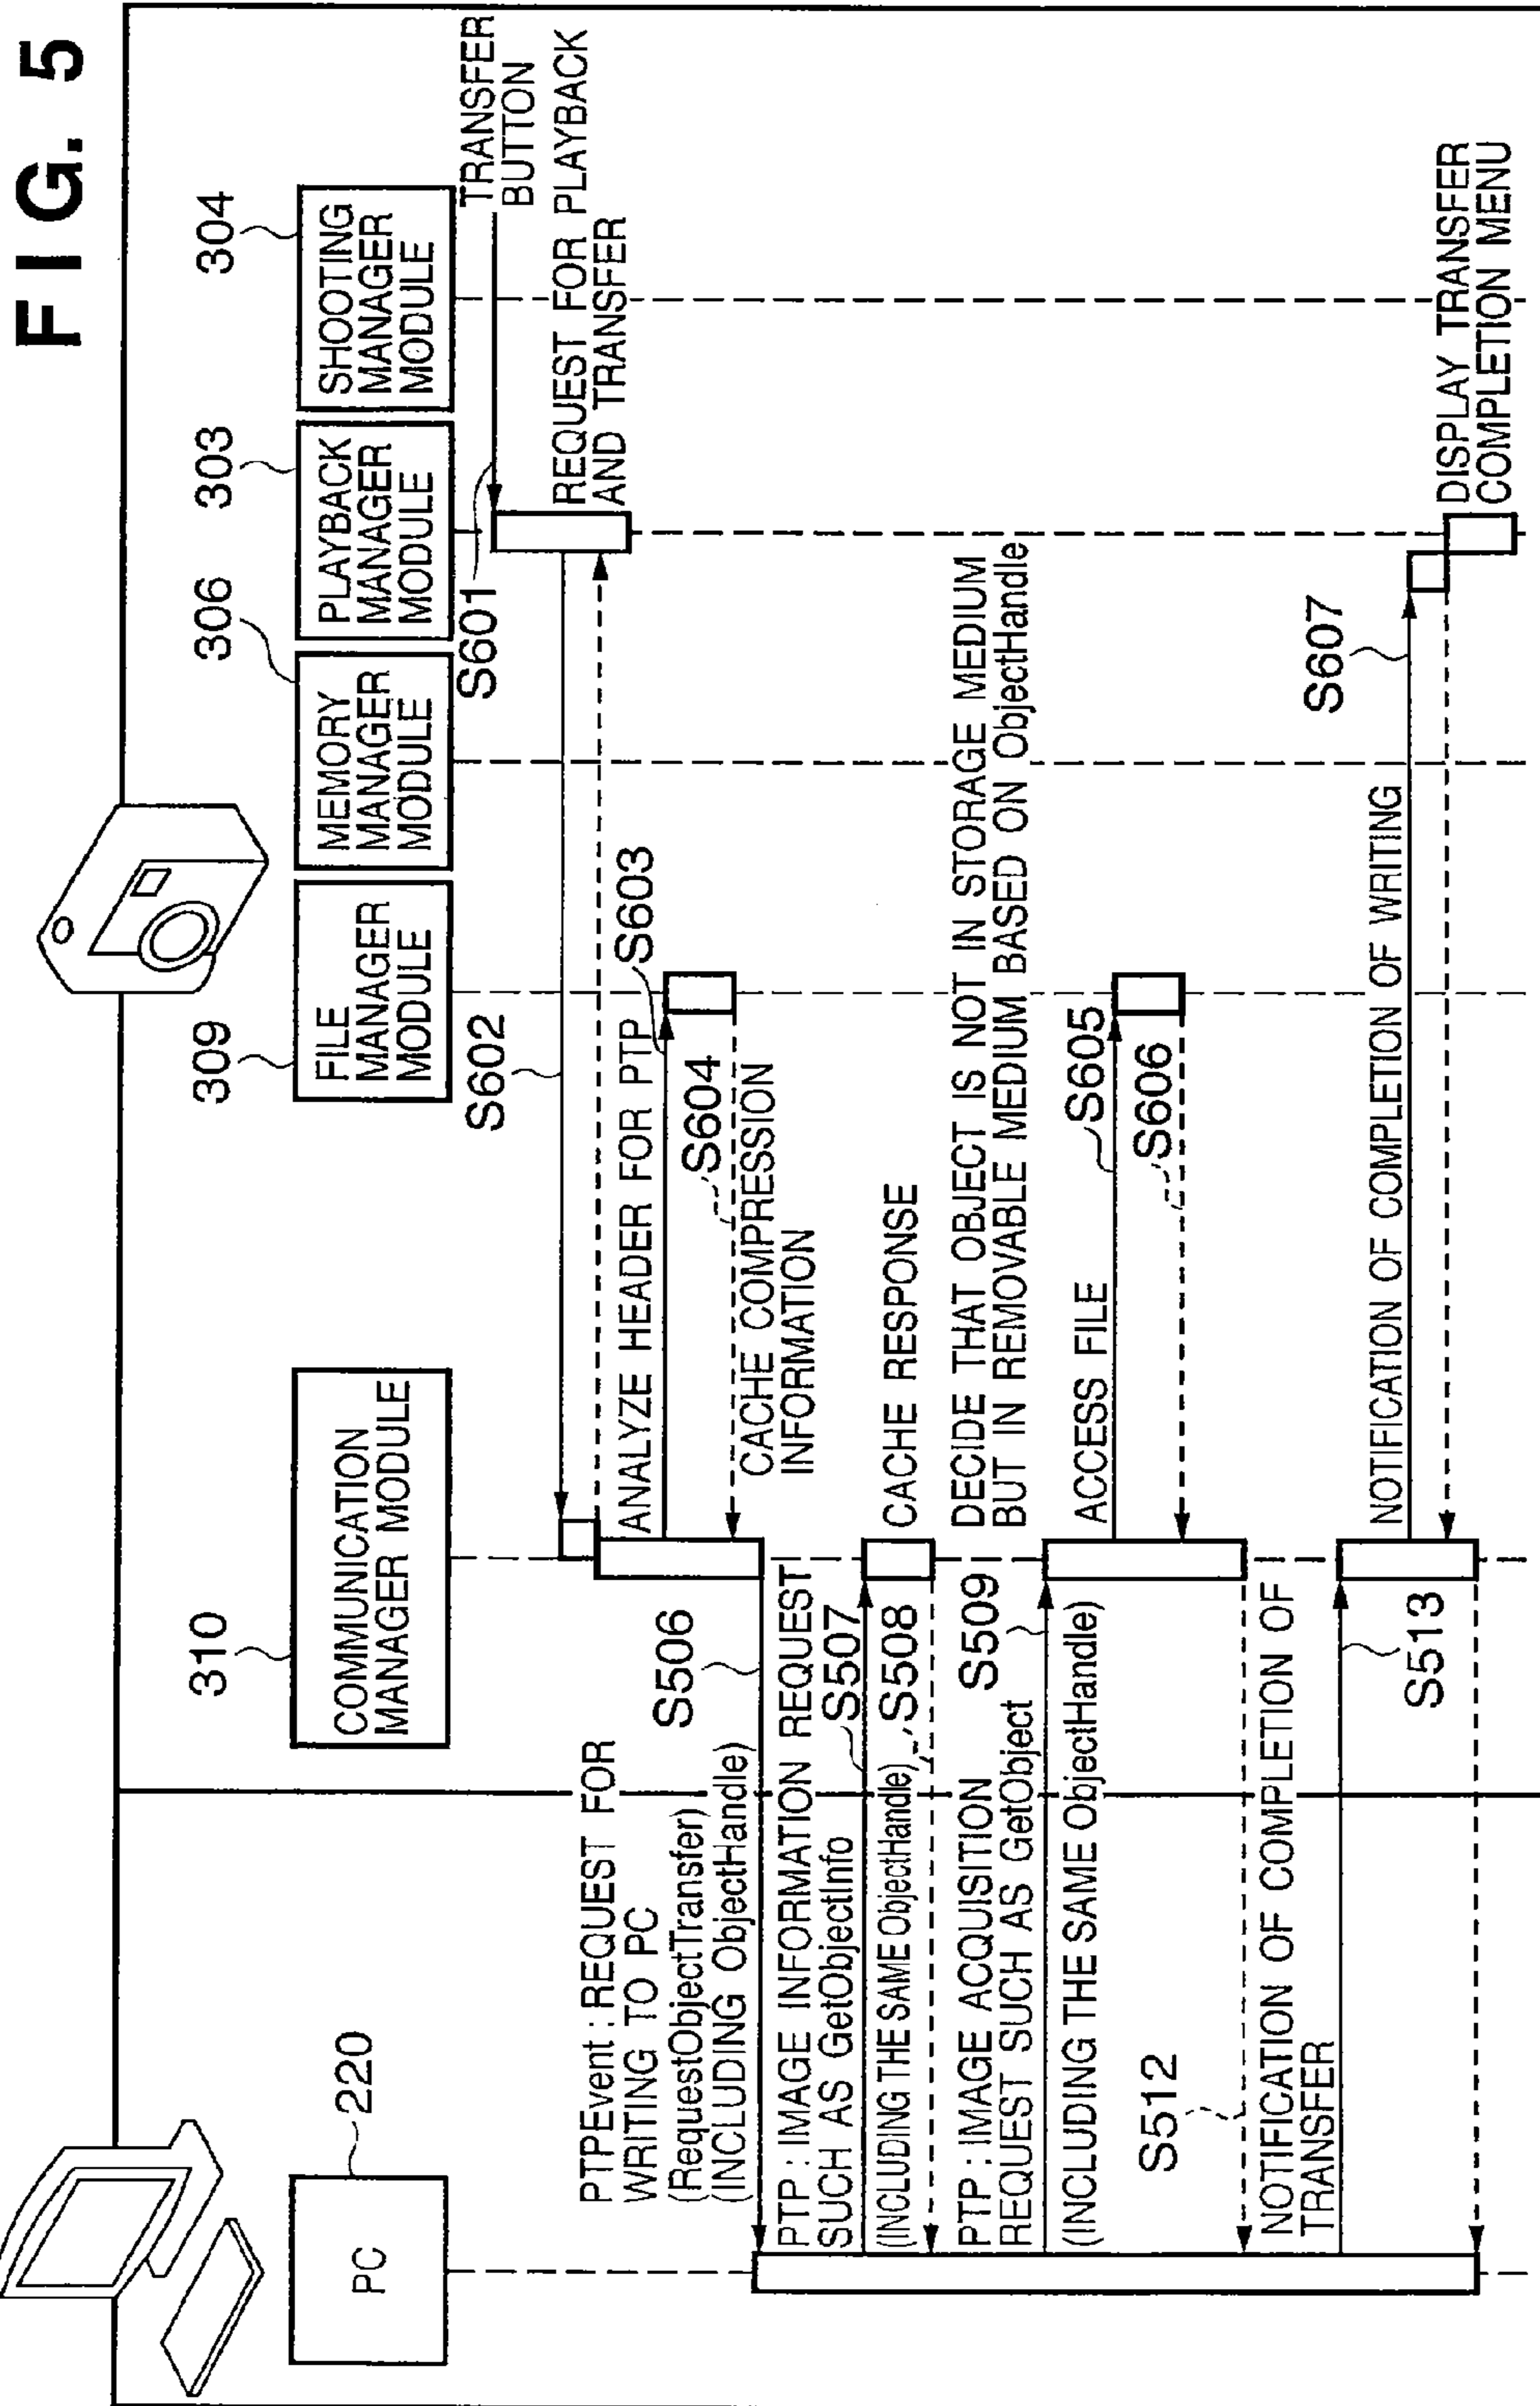 FIG. 5
220
310
309
306
303
304
PC
COMMUNICATION
MANAGER MODULE
FILE
MANAGER
MODULE
MEMORY
MANAGER
MODULE
PLAYBACK
MANAGER
MODULE
SHOOTING
MANAGER
MODULE
TRANSFER
BUTTON
S601
S602
REQUEST FOR PLAYBACK
AND TRANSFER
ANALYZE HEADER FOR PTP
S603
S604
CACHE COMPRESSION
INFORMATION
PTPEvent : REQUEST FOR
WRITING TO PC
(RequestObjectTransfer)
(INCLUDING ObjectHandle)
S506
PTP : IMAGE INFORMATION REQUEST
SUCH AS GetObjectInfo
S507
(INCLUDING THE SAME ObjectHandle)
S508
CACHE RESPONSE
PTP : IMAGE ACQUISITION
REQUEST SUCH AS GetObject
S509
(INCLUDING THE SAME ObjectHandle)
DECIDE THAT OBJECT IS NOT IN STORAGE MEDIUM
BUT IN REMOVABLE MEDIUM BASED ON ObjectHandle
ACCESS FILE
S605
S606
S512
NOTIFICATION OF COMPLETION OF
TRANSFER
S513
NOTIFICATION OF COMPLETION OF WRITING
S607
DISPLAY TRANSFER
COMPLETION MENU